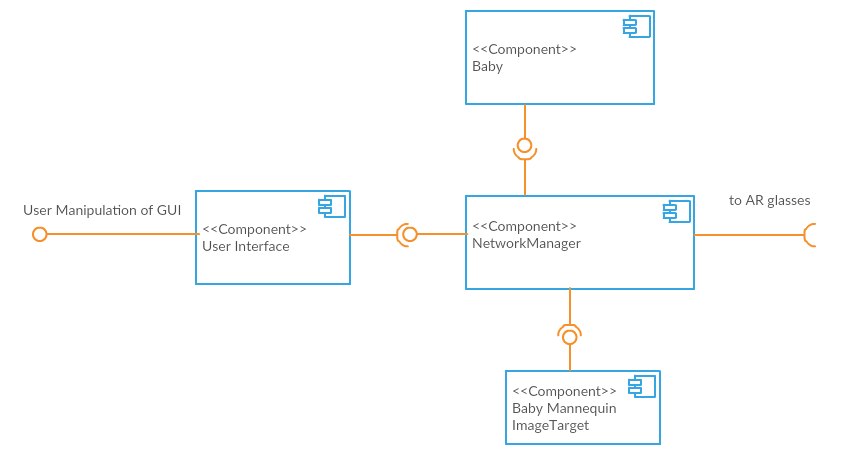 <<Component>>
Baby
User Manipulation of GUI
<<Component>>
User Interface
<<Component>>
NetworkManager
to AR glasses
<<Component>>
Baby Mannequin
ImageTarget